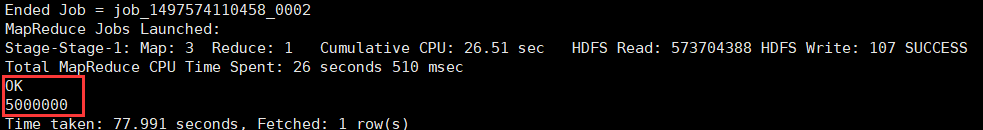 Ended Job = job_1497574110458_0002
MapReduce Jobs Launched:
Stage-Stage-1: Map: 3  Reduce: 1   Cumulative CPU: 26.51 sec   HDFS Read: 573704388 HDFS Write: 107 SUCCESS
Total MapReduce CPU Time Spent: 26 seconds 510 msec
OK
5000000
Time taken: 77.991 seconds, Fetched: 1 row(s)